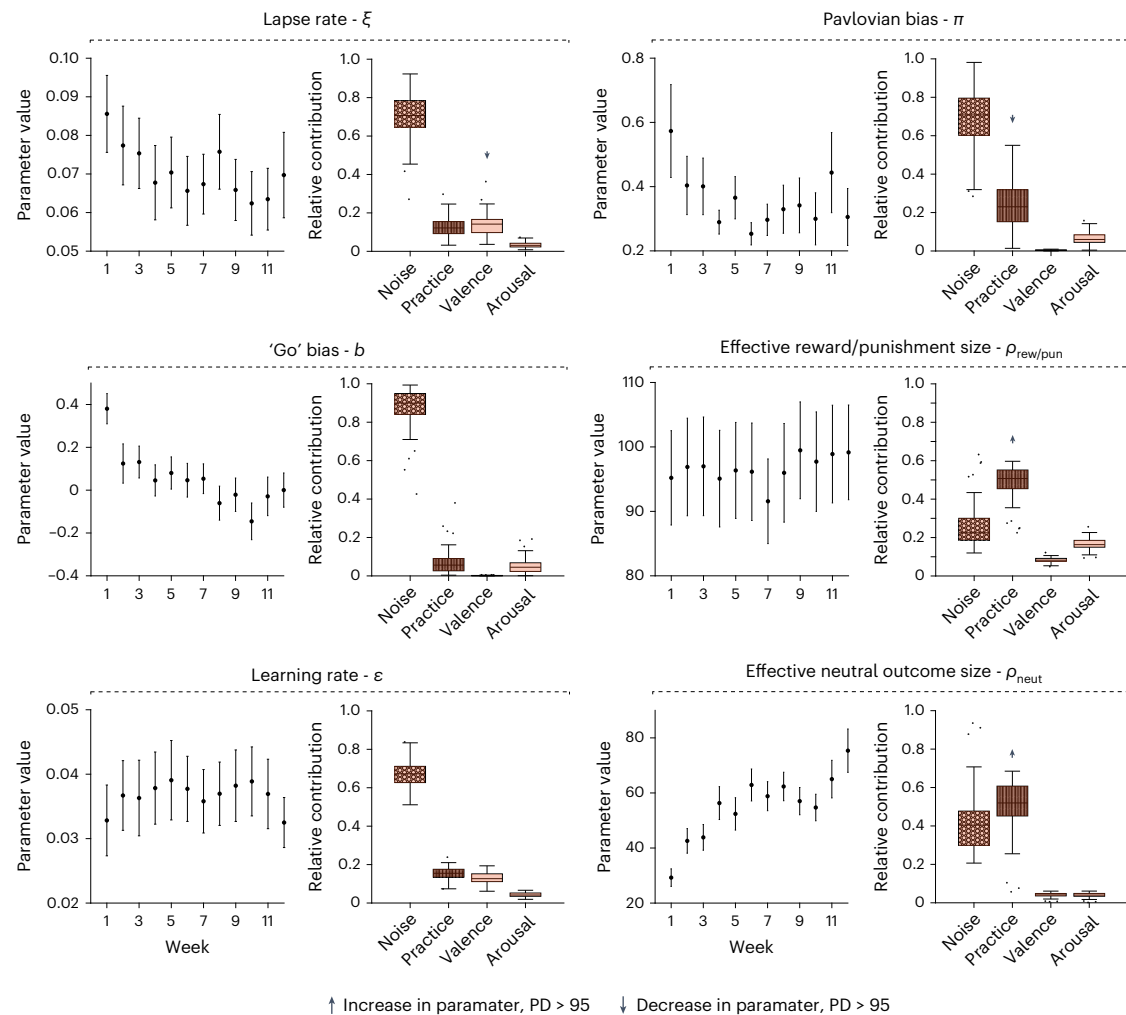 Lapse rate - ξ
Parameter value
0.10
0.09
0.08
0.07
0.06
0.05
1 3 5 7 9 11
Relative contribution
1.0
0.8
0.6
0.4
0.2
0
Noise Practice Valence Arousal
Pavlovian bias - π
Parameter value
0.8
0.6
0.4
0.2
1 3 5 7 9 11
Relative contribution
1.0
0.8
0.6
0.4
0.2
0
Noise Practice Valence Arousal
‘Go’ bias - b
Parameter value
0.4
0.2
0
–0.2
–0.4
1 3 5 7 9 11
Relative contribution
1.0
0.8
0.6
0.4
0.2
0
Noise Practice Valence Arousal
Effective reward/punishment size - ρrew/pun
Parameter value
110
100
90
80
1 3 5 7 9 11
Relative contribution
1.0
0.8
0.6
0.4
0.2
0
Noise Practice Valence Arousal
Learning rate - ε
Parameter value
0.05
0.04
0.03
0.02
1 3 5 7 9 11
Week
Relative contribution
1.0
0.8
0.6
0.4
0.2
0
Noise Practice Valence Arousal
Effective neutral outcome size - ρneut
Parameter value
80
60
40
20
1 3 5 7 9 11
Week
Relative contribution
1.0
0.8
0.6
0.4
0.2
0
Noise Practice Valence Arousal
↑ Increase in paramater, PD > 95 ↓ Decrease in paramater, PD > 95